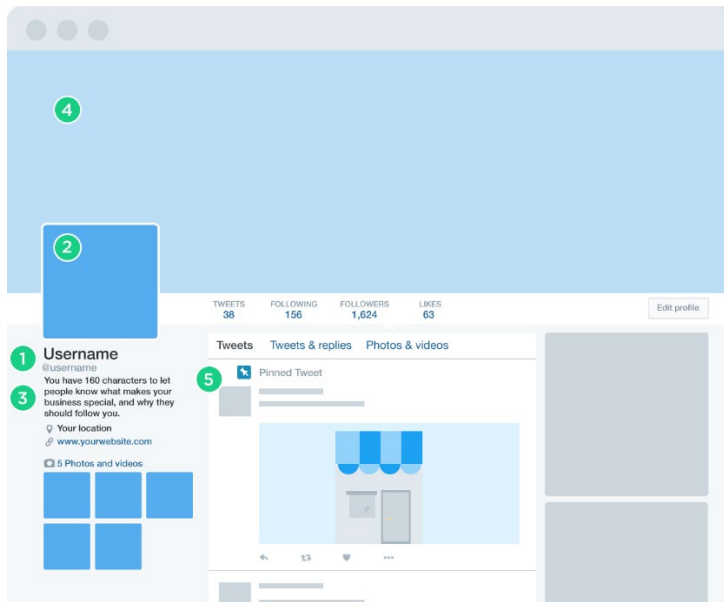 4
2
TWEETS FOLLOWING FOLLOWERS LIKES
38 156 1,624 63
Edit profile
1
Username
@username
3
You have 160 characters to let
people know what makes your
business special, and why they
should follow you.
Your location
www.yourwebsite.com
5 Photos and videos
Tweets Tweets & replies Photos & videos
5
Pinned Tweet